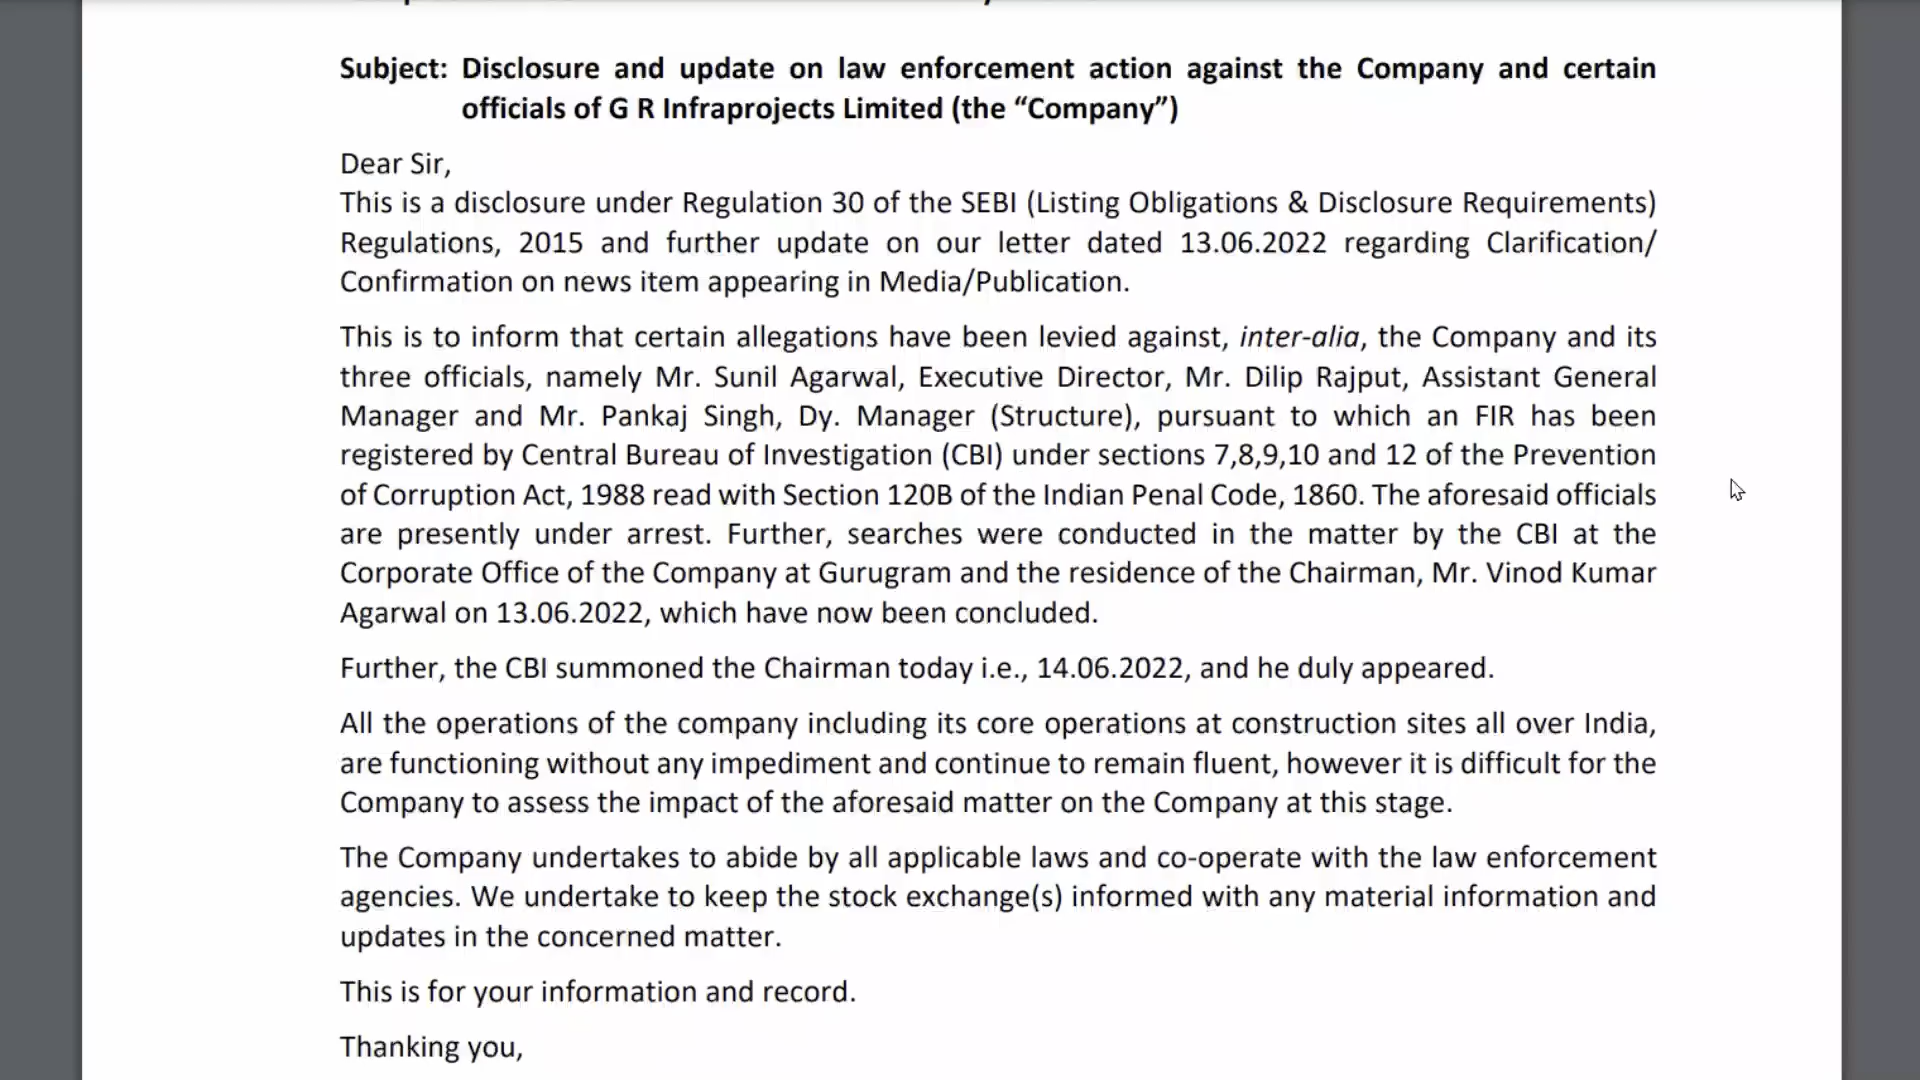 Subject: Disclosure and update on law enforcement action against the Company and certain
officials of G R Infraprojects Limited (the “Company”)
Dear Sir,
This is a disclosure under Regulation 30 of the SEBI (Listing Obligations & Disclosure Requirements)
Regulations, 2015 and further update on our letter dated 13.06.2022 regarding Clarification/
Confirmation on news item appearing in Media/Publication.
This is to inform that certain allegations have been levied against, inter-alia, the Company and its
three officials, namely Mr. Sunil Agarwal, Executive Director, Mr. Dilip Rajput, Assistant General
Manager and Mr. Pankaj Singh, Dy. Manager (Structure), pursuant to which an FIR has been
registered by Central Bureau of Investigation (CBI) under sections 7,8,9,10 and 12 of the Prevention
of Corruption Act, 1988 read with Section 120B of the Indian Penal Code, 1860. The aforesaid officials
are presently under arrest. Further, searches were conducted in the matter by the CBI at the
Corporate Office of the Company at Gurugram and the residence of the Chairman, Mr. Vinod Kumar
Agarwal on 13.06.2022, which have now been concluded.
Further, the CBI summoned the Chairman today i.e., 14.06.2022, and he duly appeared.
All the operations of the company including its core operations at construction sites all over India,
are functioning without any impediment and continue to remain fluent, however it is difficult for the
Company to assess the impact of the aforesaid matter on the Company at this stage.
The Company undertakes to abide by all applicable laws and co-operate with the law enforcement
agencies. We undertake to keep the stock exchange(s) informed with any material information and
updates in the concerned matter.
This is for your information and record.
Thanking you,